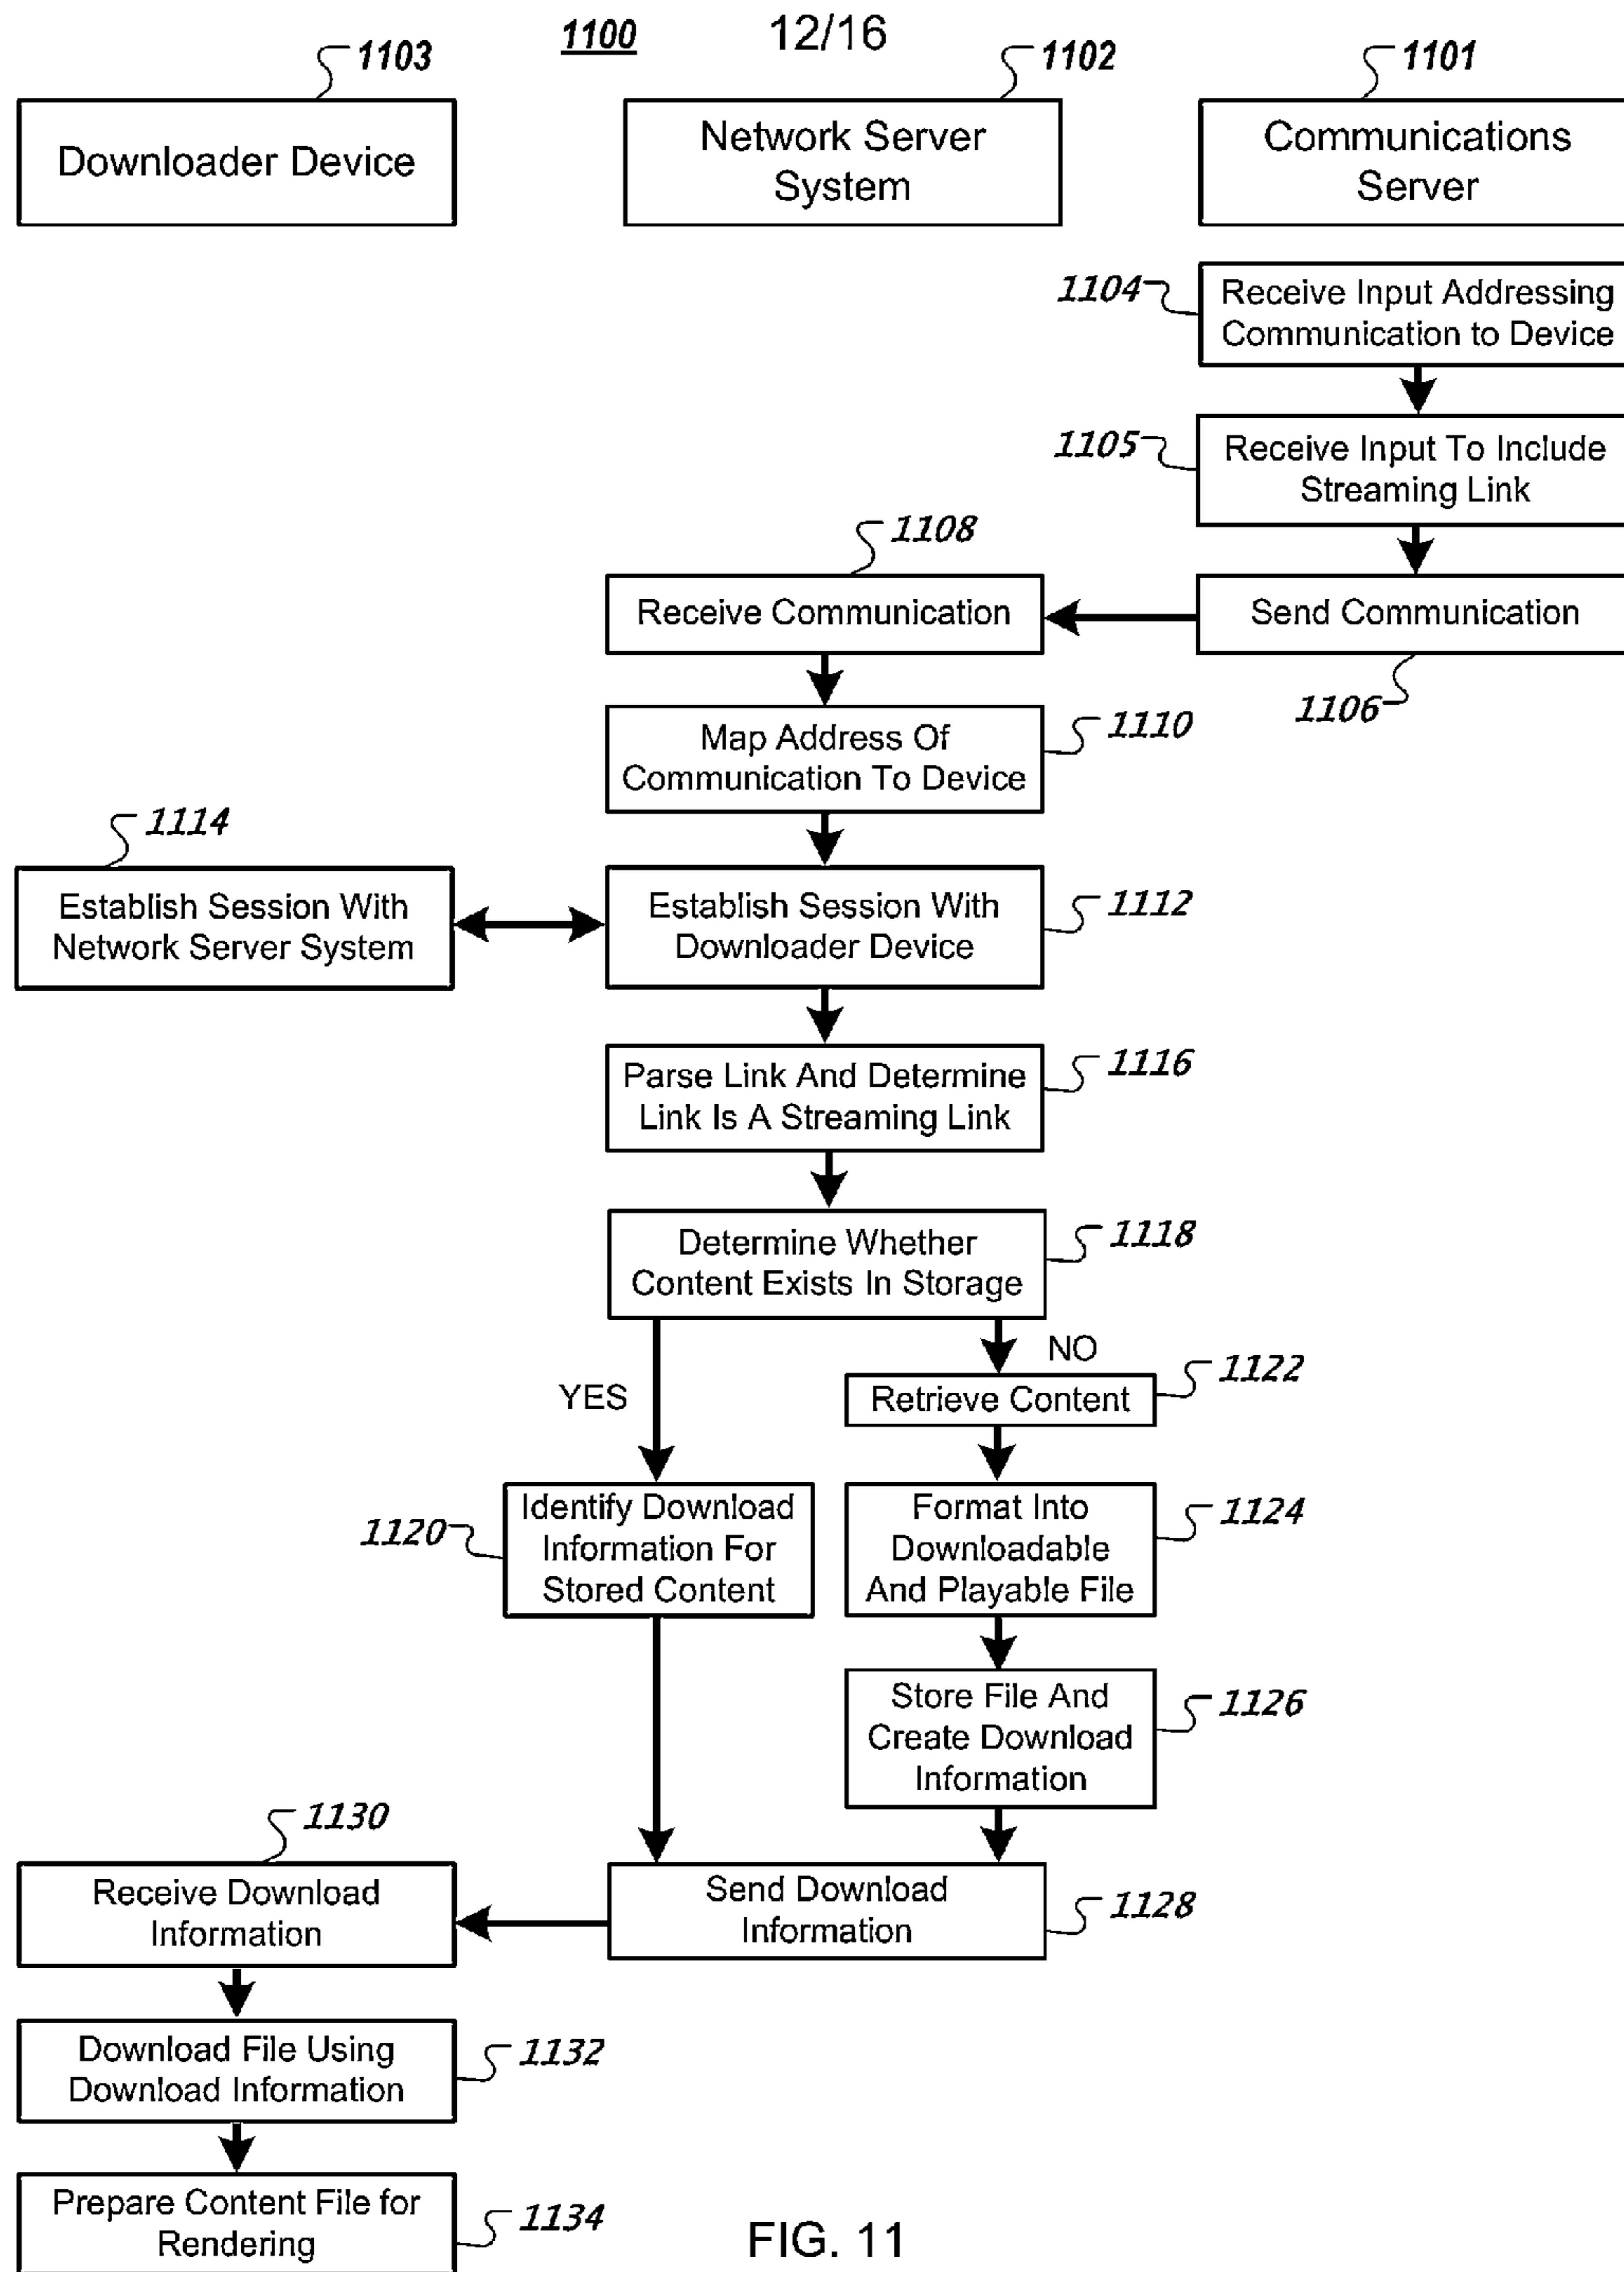 1100
12/16
1103
1102
1101
Downloader Device
Network Server
System
Communications
Server
1104
Receive Input Addressing
Communication to Device
1105
Receive Input To Include
Streaming Link
1108
Receive Communication
Send Communication
1106
Map Address Of
Communication To Device
1110
1114
Establish Session With
Network Server System
Establish Session With
Downloader Device
1112
Parse Link And Determine
Link Is A Streaming Link
1116
Determine Whether
Content Exists In Storage
1118
NO
YES
Retrieve Content
1122
1120
Identify Download
Information For
Stored Content
Format Into
Downloadable
And Playable File
1124
Store File And
Create Download
Information
1126
1130
Receive Download
Information
Send Download
Information
1128
Download File Using
Download Information
1132
Prepare Content File for
Rendering
1134
FIG. 11